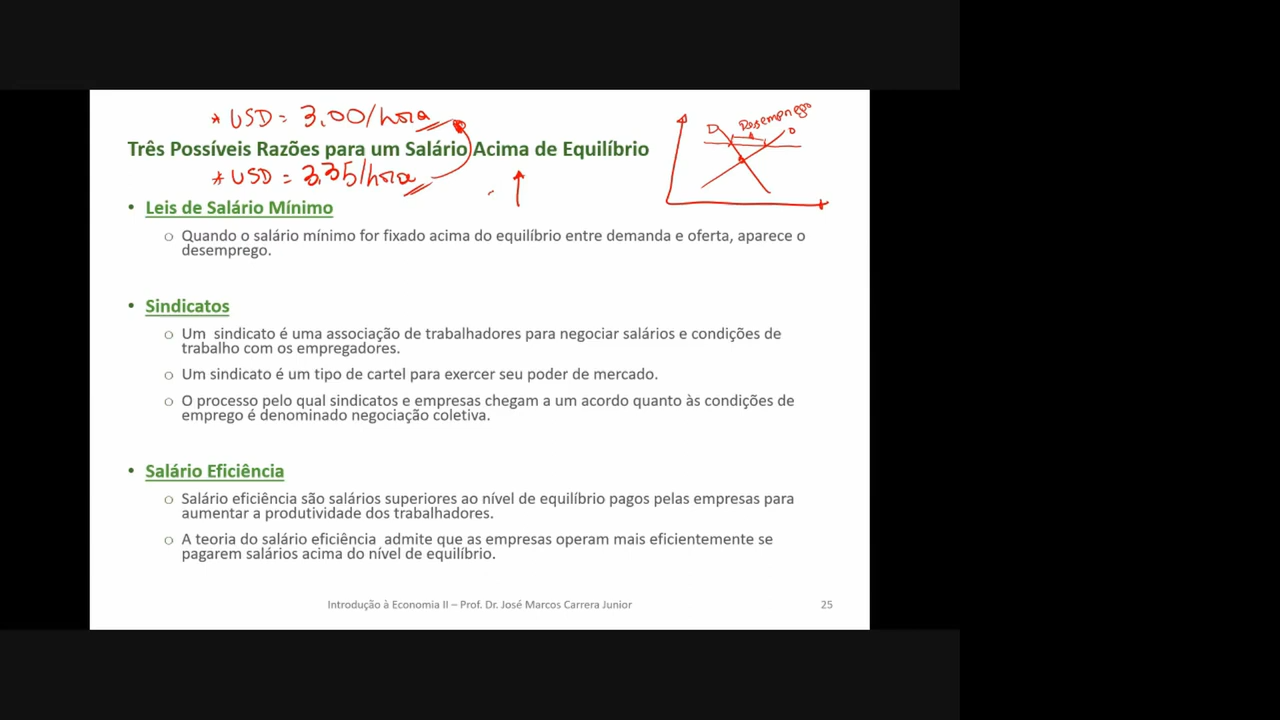 * USD = 3.00/hora
Três Possíveis Razões para um Salário Acima de Equilíbrio
* USD = 3.35/hora
D Desemprego O
• Leis de Salário Mínimo
o Quando o salário mínimo for fixado acima do equilíbrio entre demanda e oferta, aparece o
desemprego.
• Sindicatos
o Um sindicato é uma associação de trabalhadores para negociar salários e condições de
trabalho com os empregadores.
o Um sindicato é um tipo de cartel para exercer seu poder de mercado.
o O processo pelo qual sindicatos e empresas chegam a um acordo quanto às condições de
emprego é denominado negociação coletiva.
• Salário Eficiência
o Salário eficiência são salários superiores ao nível de equilíbrio pagos pelas empresas para
aumentar a produtividade dos trabalhadores.
o A teoria do salário eficiência admite que as empresas operam mais eficientemente se
pagarem salários acima do nível de equilíbrio.
Introdução à Economia II – Prof. Dr. José Marcos Carrera Junior 25